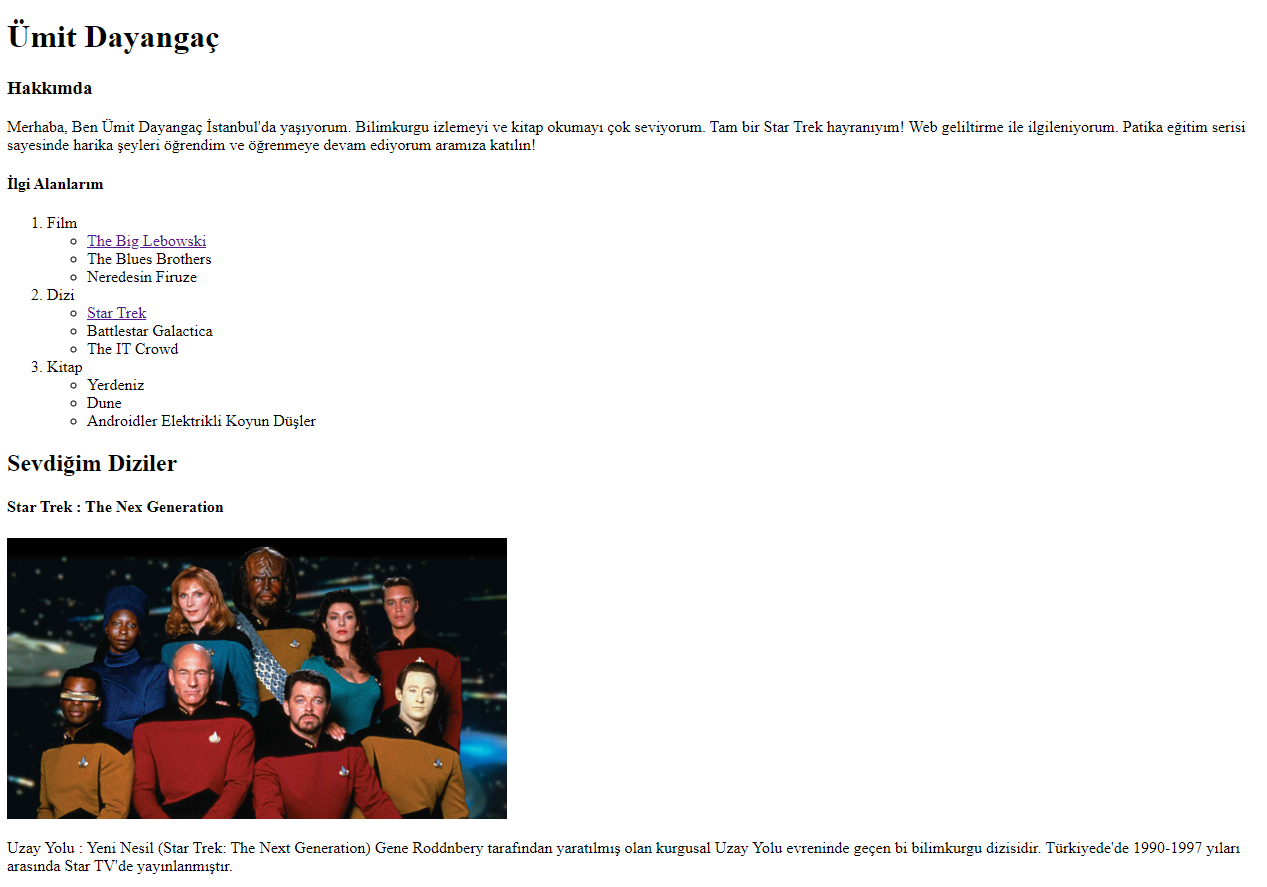 Ümit Dayangaç
Hakkımda
Merhaba, Ben Ümit Dayangaç İstanbul'da yaşıyorum. Bilimkurgu izlemeyi ve kitap okumayı çok seviyorum. Tam bir Star Trek hayranıyım! Web geliltirme ile ilgileniyorum. Patika eğitim serisi
sayesinde harika şeyleri öğrendim ve öğrenmeye devam ediyorum aramıza katılın!
İlgi Alanlarım
1. Film
The Big Lebowski
The Blues Brothers
Neredesin Firuze
2. Dizi
Star Trek
Battlestar Galactica
The IT Crowd
3. Kitap
Yerdeniz
Dune
Androidler Elektrikli Koyun Düşler
Sevdiğim Diziler
Star Trek : The Nex Generation
Uzay Yolu : Yeni Nesil (Star Trek: The Next Generation) Gene Roddnbery tarafından yaratılmış olan kurgusal Uzay Yolu evreninde geçen bi bilimkurgu dizisidir. Türkiyede'de 1990-1997 yıları
arasında Star TV'de yayınlanmıştır.